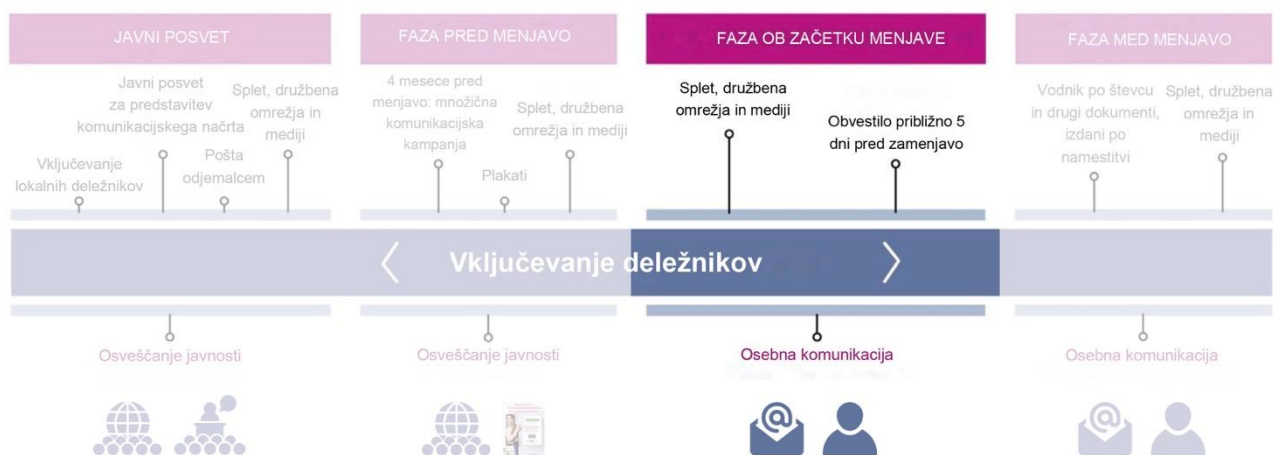 JAVNI POSVET
Javni posvet
za predstavitev
komunikacijskega načrta
Splet, družbena
omrežja in
mediji
Vključevanje
lokalnih deležnikov
Pošta
odjemalcem
FAZA PRED MENJAVO
4 mesece pred
menjavo: množična
komunikacijska
kampanja
Splet, družbena
omrežja in mediji
Plakati
FAZA OB ZAČETKU MENJAVE
Splet, družbena
omrežja in mediji
Obvestilo približno 5
dni pred zamenjavo
FAZA MED MENJAVO
Vodnik po števcu
in drugi dokumenti,
izdani po
namestitvi
Splet, družbena
omrežja in
mediji
Vključevanje deležnikov
Osveščanje javnosti
Osveščanje javnosti
Osebna komunikacija
Osebna komunikacija